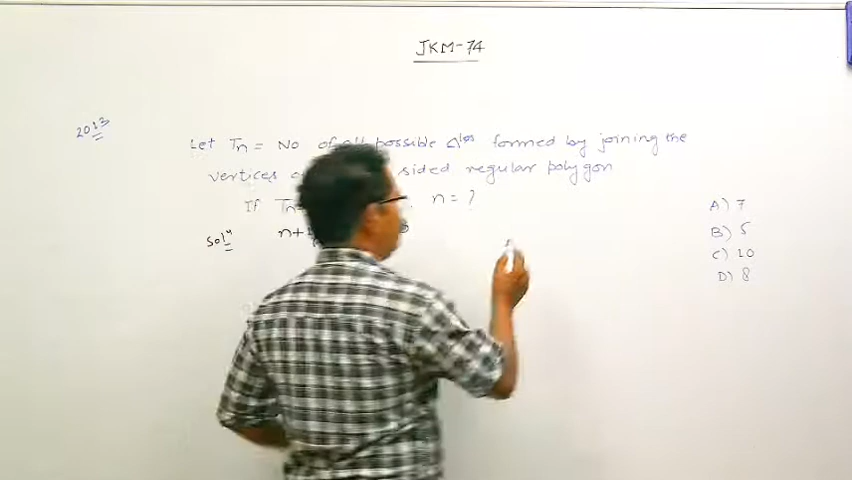 JKM-74
2013
Let Tn = No of all possible Δles formed by joining the
vertices sided regular polygon
If Tn n = ?
Solⁿ n+
A) 7
B) 5
C) 10
D) 8